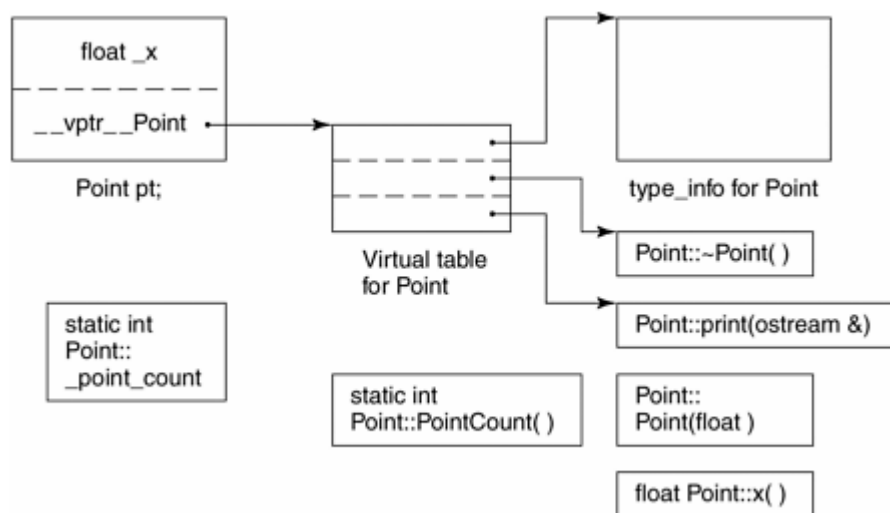 float _x
__vptr__Point
Point pt;
type_info for Point
Virtual table
for Point
Point::~Point( )
Point::print(ostream &)
static int
Point::
_point_count
static int
Point::PointCount( )
Point::
Point(float )
float Point::x( )